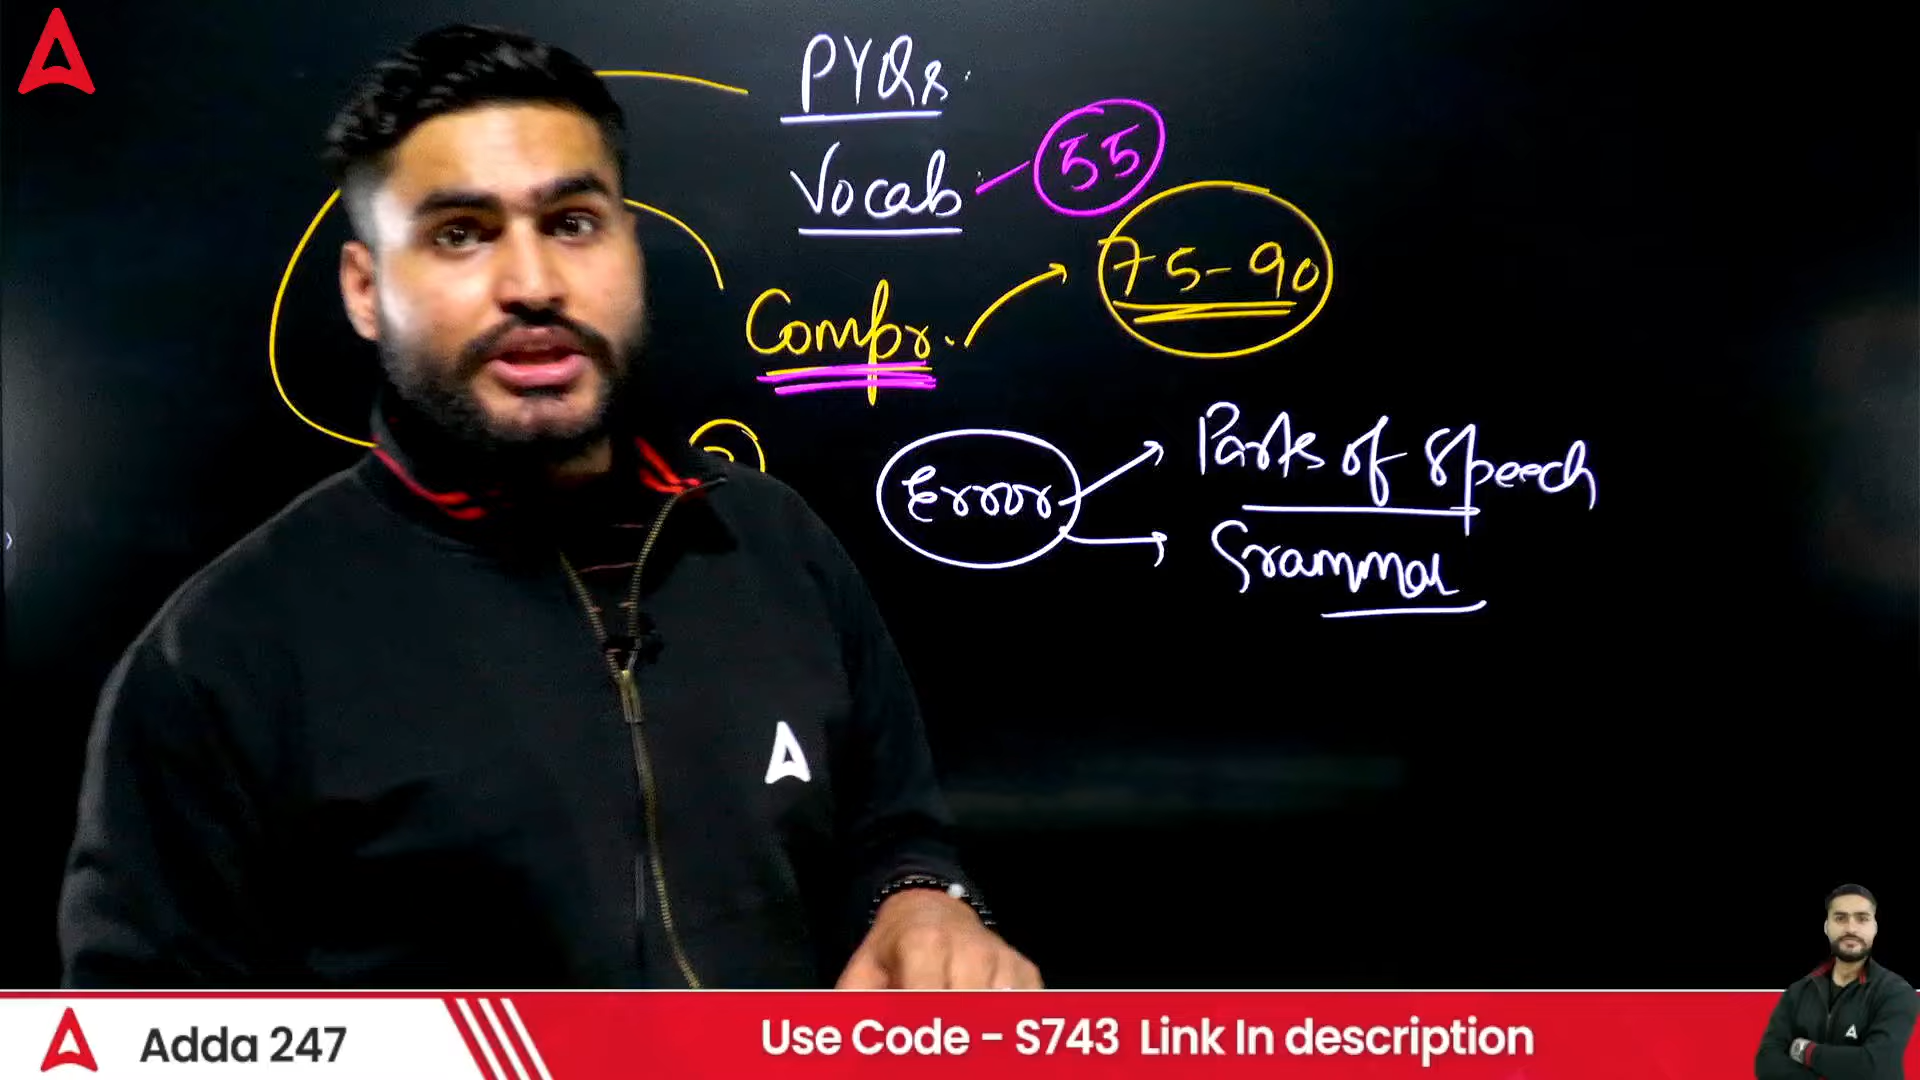 PYQs.
Vocab - 55
Compr. 75-90
Error
Parts of Speech
Grammar
Adda 247
Use Code - S743 Link In description